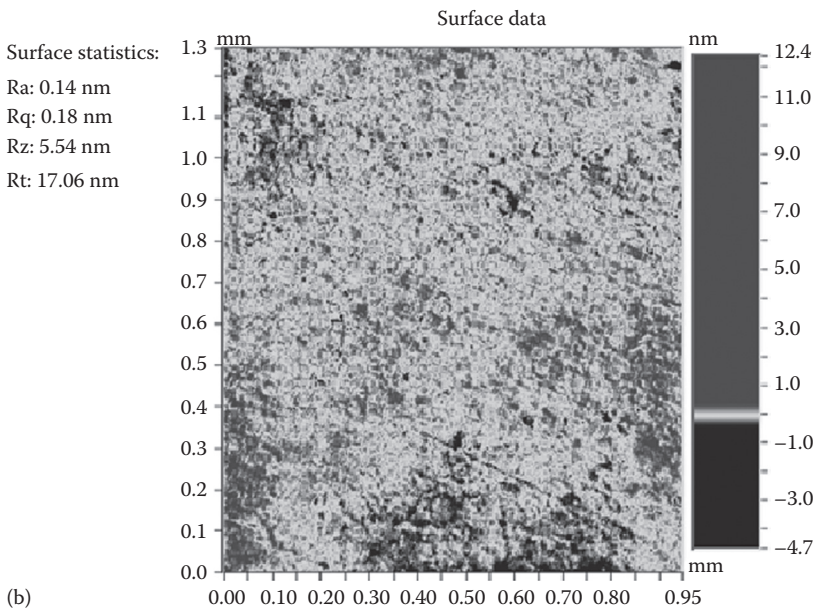 Surface data
Surface statistics:
Ra: 0.14 nm
Rq: 0.18 nm
Rz: 5.54 nm
Rt: 17.06 nm
mm
1.3
1.1
1.0
0.9
0.8
0.7
0.6
0.5
0.4
0.3
0.2
0.1
0.0
0.00 0.10 0.20 0.30 0.40 0.50 0.60 0.70 0.80 0.95
nm
12.4
11.0
9.0
7.0
5.0
3.0
1.0
–1.0
–3.0
–4.7
mm
(b)